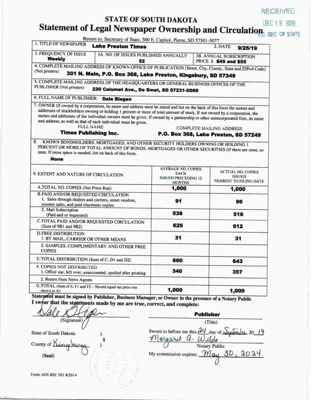 RECEIVED
DEC 19 2019
S.D. SEC. OF STATE
STATE OF SOUTH DAKOTA
Statement of Legal Newspaper Ownership and Circulation
Return to: Secretary of State, 500 E. Capitol, Pierre, SD 57501-5077
1. TITLE OF NEWSPAPER
Lake Preston Times
2. DATE
9/25/19
3. FREQUENCY OF ISSUE
Weekly
3A. NO. OF ISSUES PUBLISHED ANNUALLY
52
3B. ANNUAL SUBSCRIPTION
PRICE $ $45 and $55
4. COMPLETE MAILING ADDRESS OF KNOWN OFFICE OF PUBLICATION (Street, City, County, State and ZIP+4 Code)
(Not printers)
301 N. Main, P.O. Box 368, Lake Preston, Kingsbury, SD 57249
5. COMPLETE MAILING ADDRESS OF THE HEADQUARTERS OR GENERAL BUSINESS OFFICES OF THE
PUBLISHER (Not printers)
220 Calumet Ave., De Smet, SD 57231-0069
6. FULL NAME OF PUBLISHER:
Dale Blegen
7. OWNER (If owned by a corporation, its name and address must be stated and list on the back of this form the names and
addresses of stockholders owning or holding 1 percent or more of total amount of stock. If not owned by a corporation, the
names and addresses of the individual owners must be given. If owned by a partnership or other unincorporated firm, its name
and address, as well as that of each individual must be given.
FULL NAME
COMPLETE MAILING ADDRESS
Times Publishing Inc.
P.O. Box 368, Lake Preston, SD 57249
8. KNOWN BONDHOLDERS, MORTGAGES, AND OTHER SECURITY HOLDERS OWNING OR HOLDING 1
PERCENT OR MORE OF TOTAL AMOUNT OF BONDS, MORTGAGES OR OTHER SECURITIES (If there are none, so
state. If more space is needed, list on back of this form.
None
9. EXTENT AND NATURE OF CIRCULATION
AVERAGE NO. COPIES
EACH
ISSUED PRECEDING 12
MONTHS
ACTUAL NO. COPIES
ISSUED
NEAREST TO FILING DATE
A. TOTAL NO. COPIES (Net Press Run)
1,000
1,000
B. PAID AND/OR REQUESTED CIRCULATION
1. Sales through dealers and carriers, street vendors,
counter sales, and paid electronic copies.
91
96
2. Mail Subscription
(Paid and or requested)
538
516
C. TOTAL PAID AND/OR REQUESTED CIRCULATION
(Sum of 9B1 and 9B2)
629
612
D. FREE DISTRIBUTION
1. BY MAIL, CARRIER OR OTHER MEANS
31
31
2. SAMPLES, COMPLIMENTARY AND OTHER FREE
COPIES
E. TOTAL DISTRIBUTION (Sum of C, D1 and D2)
660
643
F. COPIES NOT DISTRIBUTED
1. Office use, left over, unaccounted, spoiled after printing
340
357
2. Return from News Agents
G. TOTAL (Sum of E, F1 and F2 - Should equal net press run
shown in A)
1,000
1,000
Statement must be signed by Publisher, Business Manager, or Owner in the presence of a Notary Public
I swear that the statements made by me are true, correct, and complete:
Dale Blegen
(Signature)
Publisher
(Title)
State of South Dakota )
County of Kingsbury )
(Seal)
Sworn to before me this 24 day of September, 20 19
Margaret A. Wilde
Notary Public
My commission expires: May 30, 2024
Form: SOS REC 051 8/2014